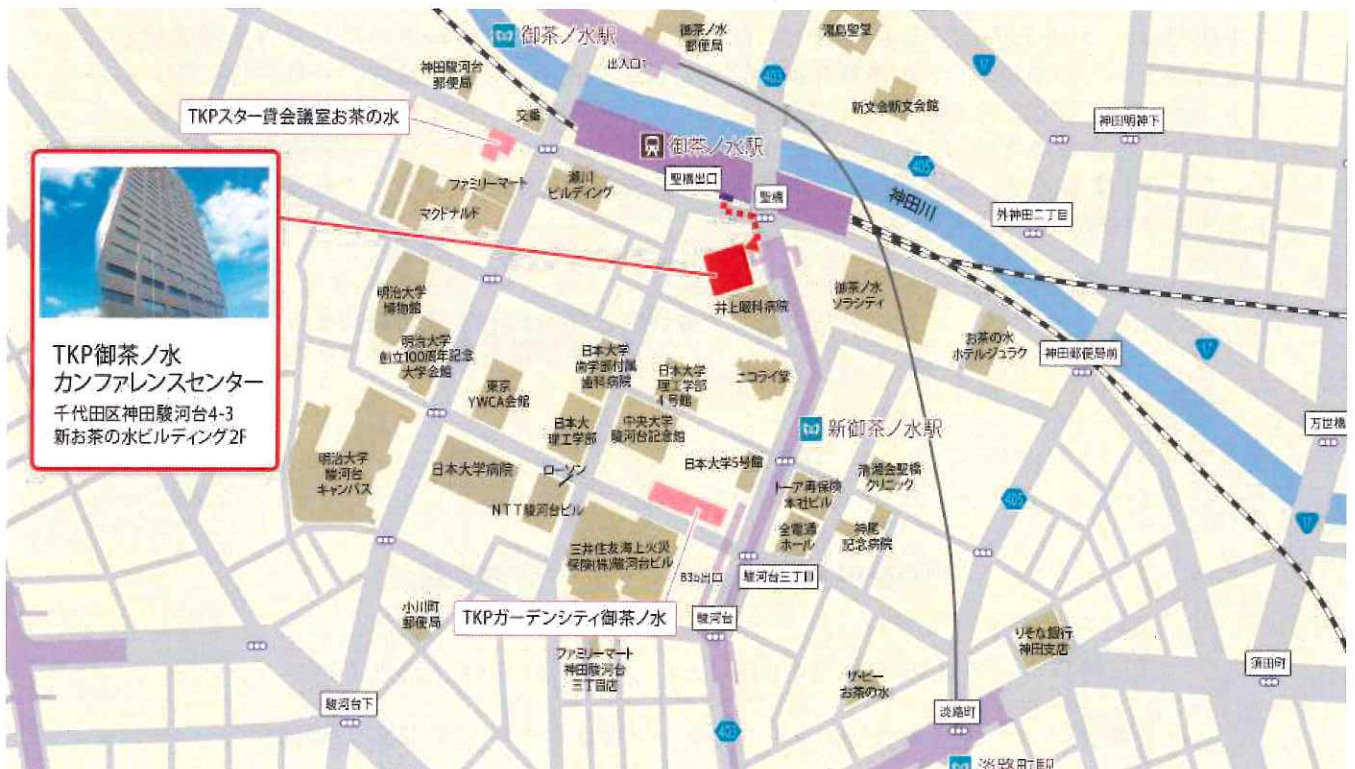 御茶ノ水駅
御茶ノ水
郵便局
湯島聖堂
出入口1
403
17
神田駿河台
郵便局
新文会新文会館
神田明神下
TKPスター貸会議室お茶の水
交番
御茶ノ水駅
405
聖橋出口
聖橋
神田川
外神田二丁目
ファミリーマート
瀬川
ビルディング
マクドナルド
明治大学
博物館
井上眼科病院
御茶ノ水
ソラシティ
お茶の水
ホテルジュラク
神田郵便局前
17
TKP御茶ノ水
カンファレンスセンター
千代田区神田駿河台4-3
新お茶の水ビルディング2F
明治大学
創立100周年記念
大学会館
日本大学
歯学部付属
歯科病院
日本大学
理工学部
4号館
ニコライ堂
東京
YWCA会館
日本大
理工学部
中央大学
駿河台記念館
新御茶ノ水駅
万世橋
明治大学
駿河台
キャンパス
日本大学病院
ローソン
日本大学5号館
トーア再保険
本社ビル
清瀬会聖橋
クリニック
405
17
NTT駿河台ビル
全電通
ホール
神尾
記念病院
三井住友海上火災
保険(株)駿河台ビル
B3b出口
駿河台三丁目
小川町
郵便局
TKPガーデンシティ御茶ノ水
駿河台
ファミリーマート
神田駿河台
三丁目店
りそな銀行
神田支店
須田町
ザ・ビー
お茶の水
駿河台下
淡路町
403
淡路町駅